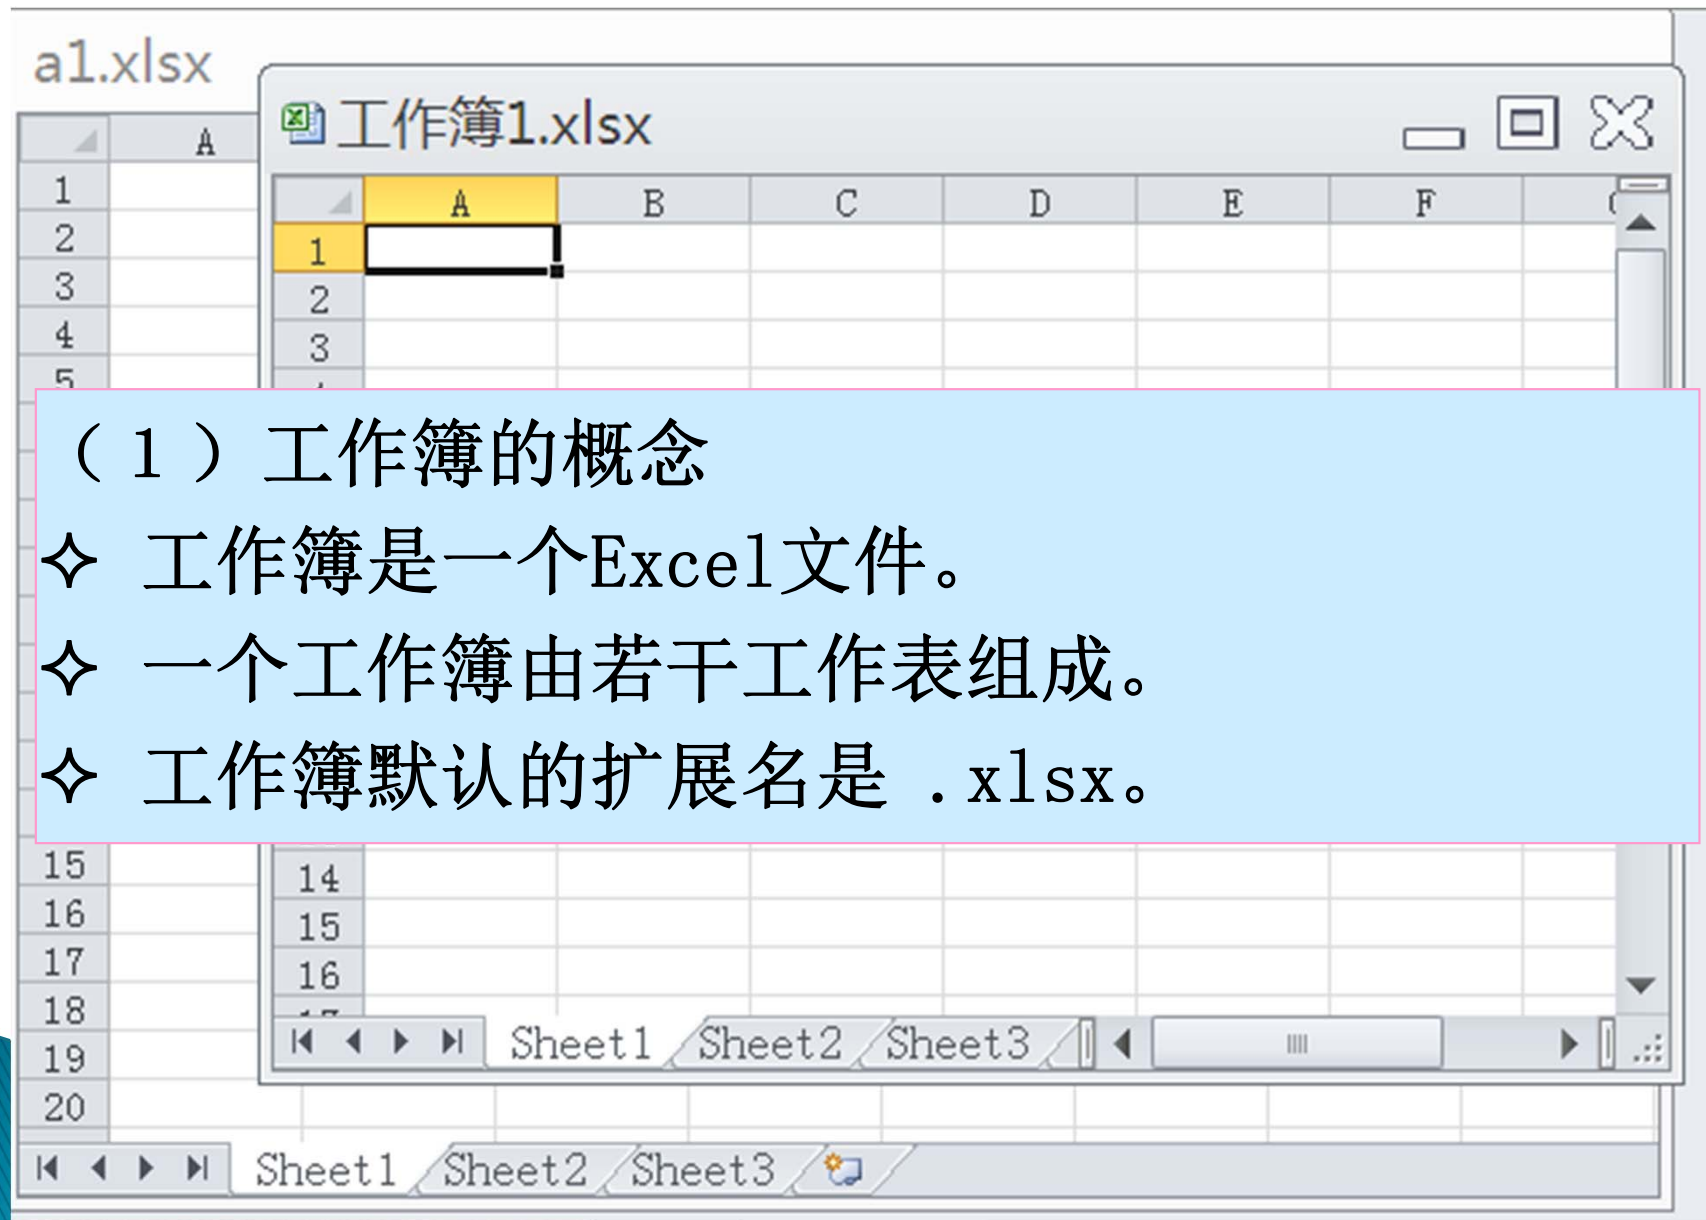 a1.xlsx
工作簿1.xlsx
A
A B C D E F
1
2
3
4
5
1
2
3
（1）工作簿的概念
✧ 工作簿是一个Excel文件。
✧ 一个工作簿由若干工作表组成。
✧ 工作簿默认的扩展名是 .xlsx。
15
16
17
18
19
20
14
15
16
Sheet1 Sheet2 Sheet3
Sheet1 Sheet2 Sheet3